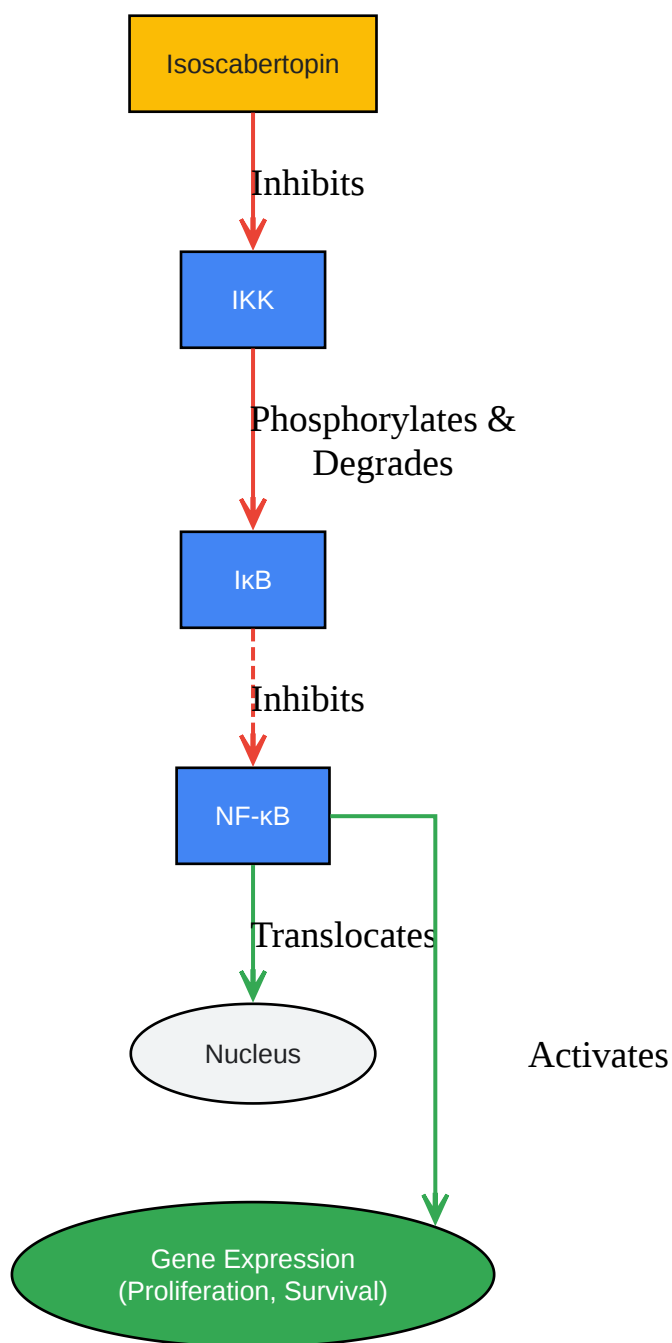 Isoscabertopin
Inhibits
IKK
Phosphorylates &
Degrades
IκB
Inhibits
NF-κB
Translocates
Nucleus
Activates
Gene Expression
(Proliferation, Survival)